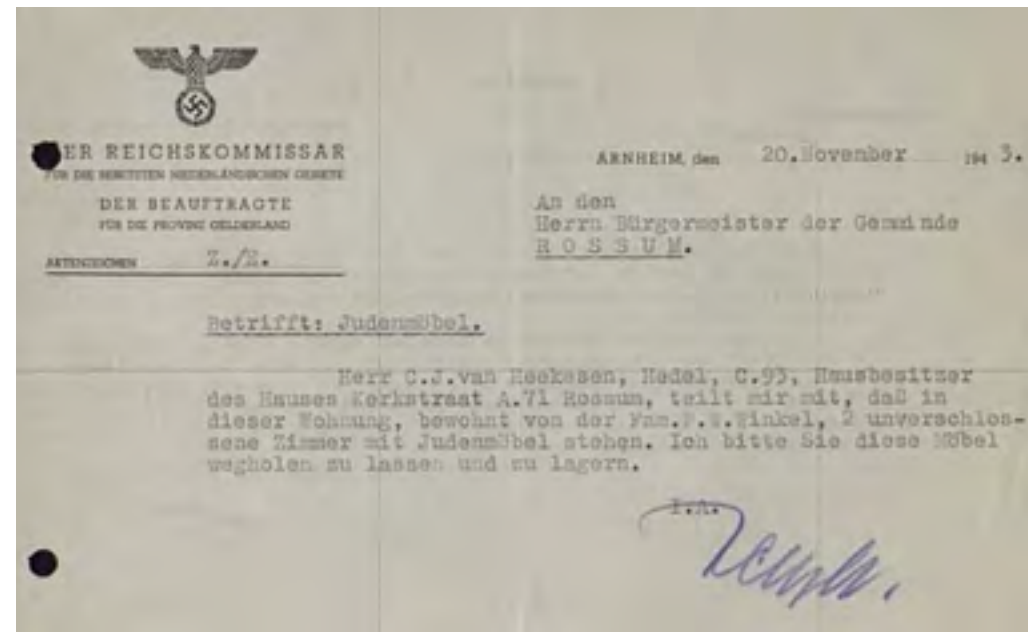 ER REICHSKOMMISSAR
FÜR DIE BESETZTEN NIEDERLÄNDISCHEN GEBIETE
DER BEAUFTRAGTE
FÜR DIE PROVINZ GELDERLAND
AKTENZEICHEN Z./Z.
ARNHEIM, den 20.November 194 3.
An den
Herrn Bürgermeister der Gemeinde
ROSSUM.
Betrifft: Judenmöbel.
Herr C.J.van Heekesen, Hedel, C.93, Hausbesitzer
des Hauses Kerkstraat A.71 Rossum, teilt mir mit, daß in
dieser Wohnung, bewohnt von der Fam. Winkel, 2 unverschlos-
sene Zimmer mit Judenmöbel stehen. Ich bitte Sie diese Möbel
wegholen zu lassen und zu lagern.
I.A.